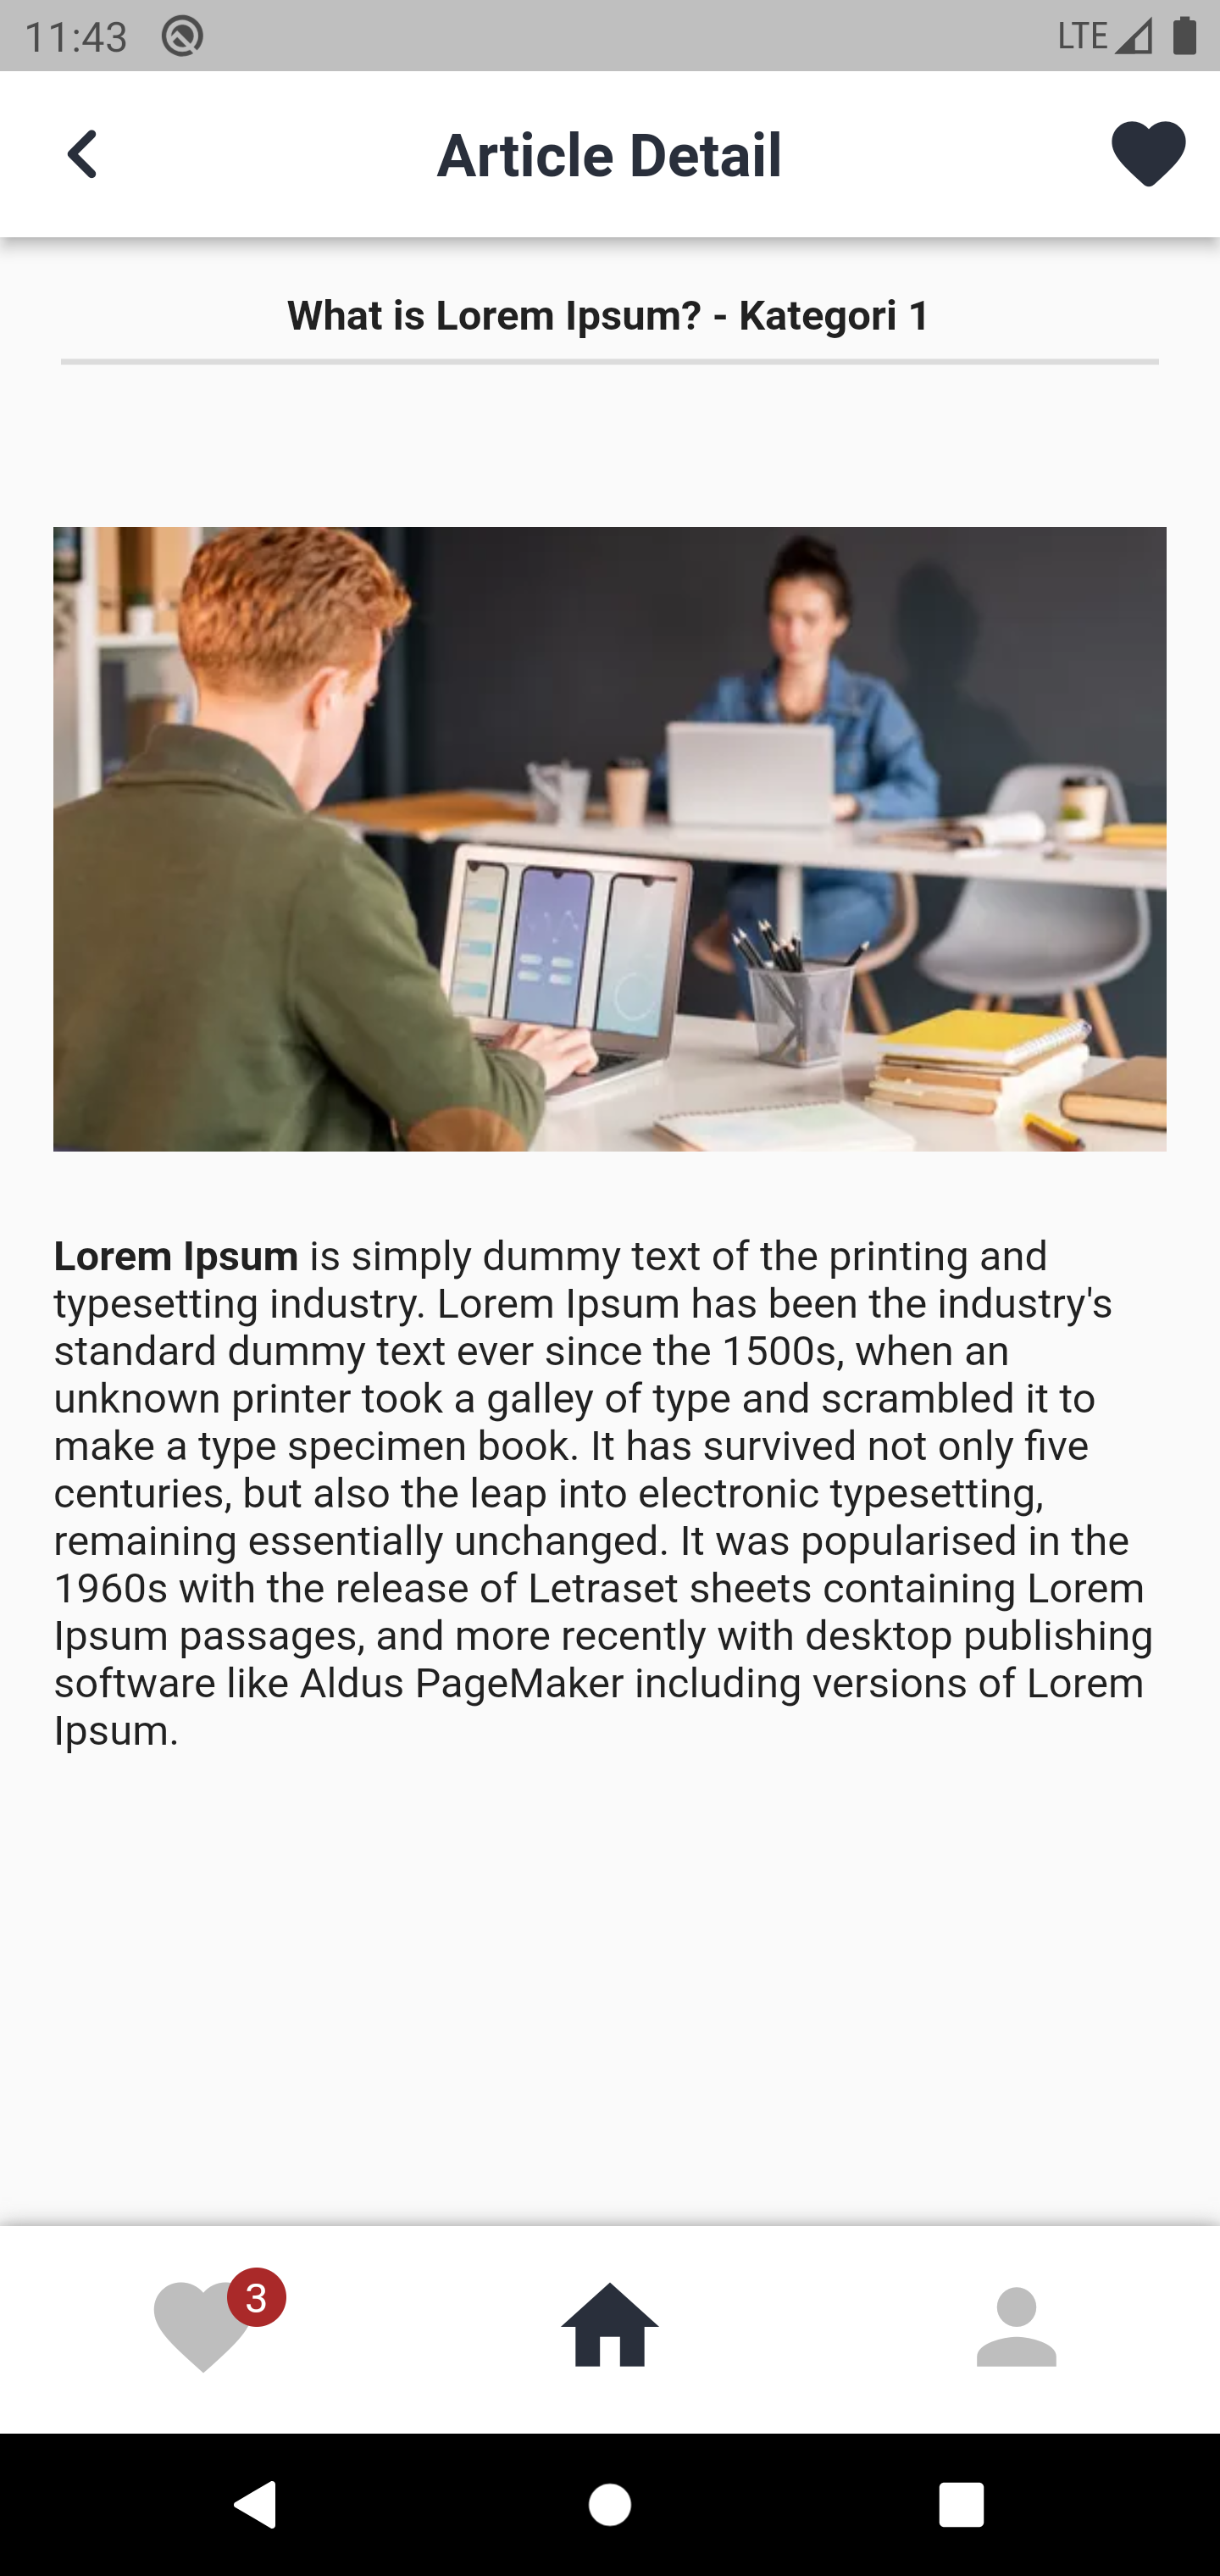 11:43
LTE
Article Detail
What is Lorem Ipsum? - Kategori 1
Lorem Ipsum is simply dummy text of the printing and
typesetting industry. Lorem Ipsum has been the industry's
standard dummy text ever since the 1500s, when an
unknown printer took a galley of type and scrambled it to
make a type specimen book. It has survived not only five
centuries, but also the leap into electronic typesetting,
remaining essentially unchanged. It was popularised in the
1960s with the release of Letraset sheets containing Lorem
Ipsum passages, and more recently with desktop publishing
software like Aldus PageMaker including versions of Lorem
Ipsum.
3